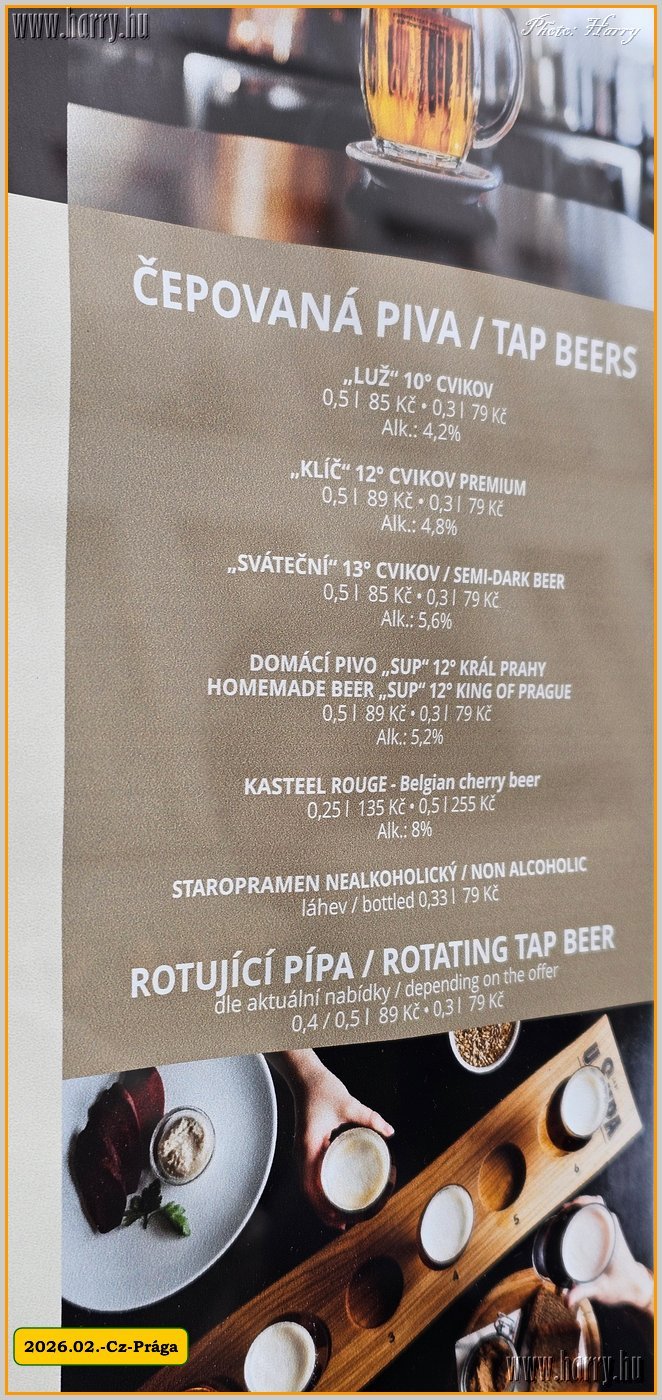 www.harry.hu
Photo: Harry
ČEPOVANÁ PIVA / TAP BEERS
„LUŽ“ 10° CVIKOV
0,5 l 85 Kč • 0,3 l 79 Kč
Alk.: 4,2%
„KLÍČ“ 12° CVIKOV PREMIUM
0,5 l 89 Kč • 0,3 l 79 Kč
Alk.: 4,8%
„SVÁTEČNÍ“ 13° CVIKOV / SEMI-DARK BEER
0,5 l 85 Kč • 0,3 l 79 Kč
Alk.: 5,6%
DOMÁCÍ PIVO „SUP“ 12° KRÁL PRAHY
HOMEMADE BEER „SUP“ 12° KING OF PRAGUE
0,5 l 89 Kč • 0,3 l 79 Kč
Alk.: 5,2%
KASTEEL ROUGE - Belgian cherry beer
0,25 l 135 Kč • 0,5 l 255 Kč
Alk.: 8%
STAROPRAMEN NEALKOHOLICKÝ / NON ALCOHOLIC
láhev / bottled 0,33 l 79 Kč
ROTUJÍCÍ PÍPA / ROTATING TAP BEER
dle aktuální nabídky / depending on the offer
0,4 / 0,5 l 89 Kč • 0,3 l 79 Kč
6
5
4
3
2026.02.-Cz-Prága
www.harry.hu